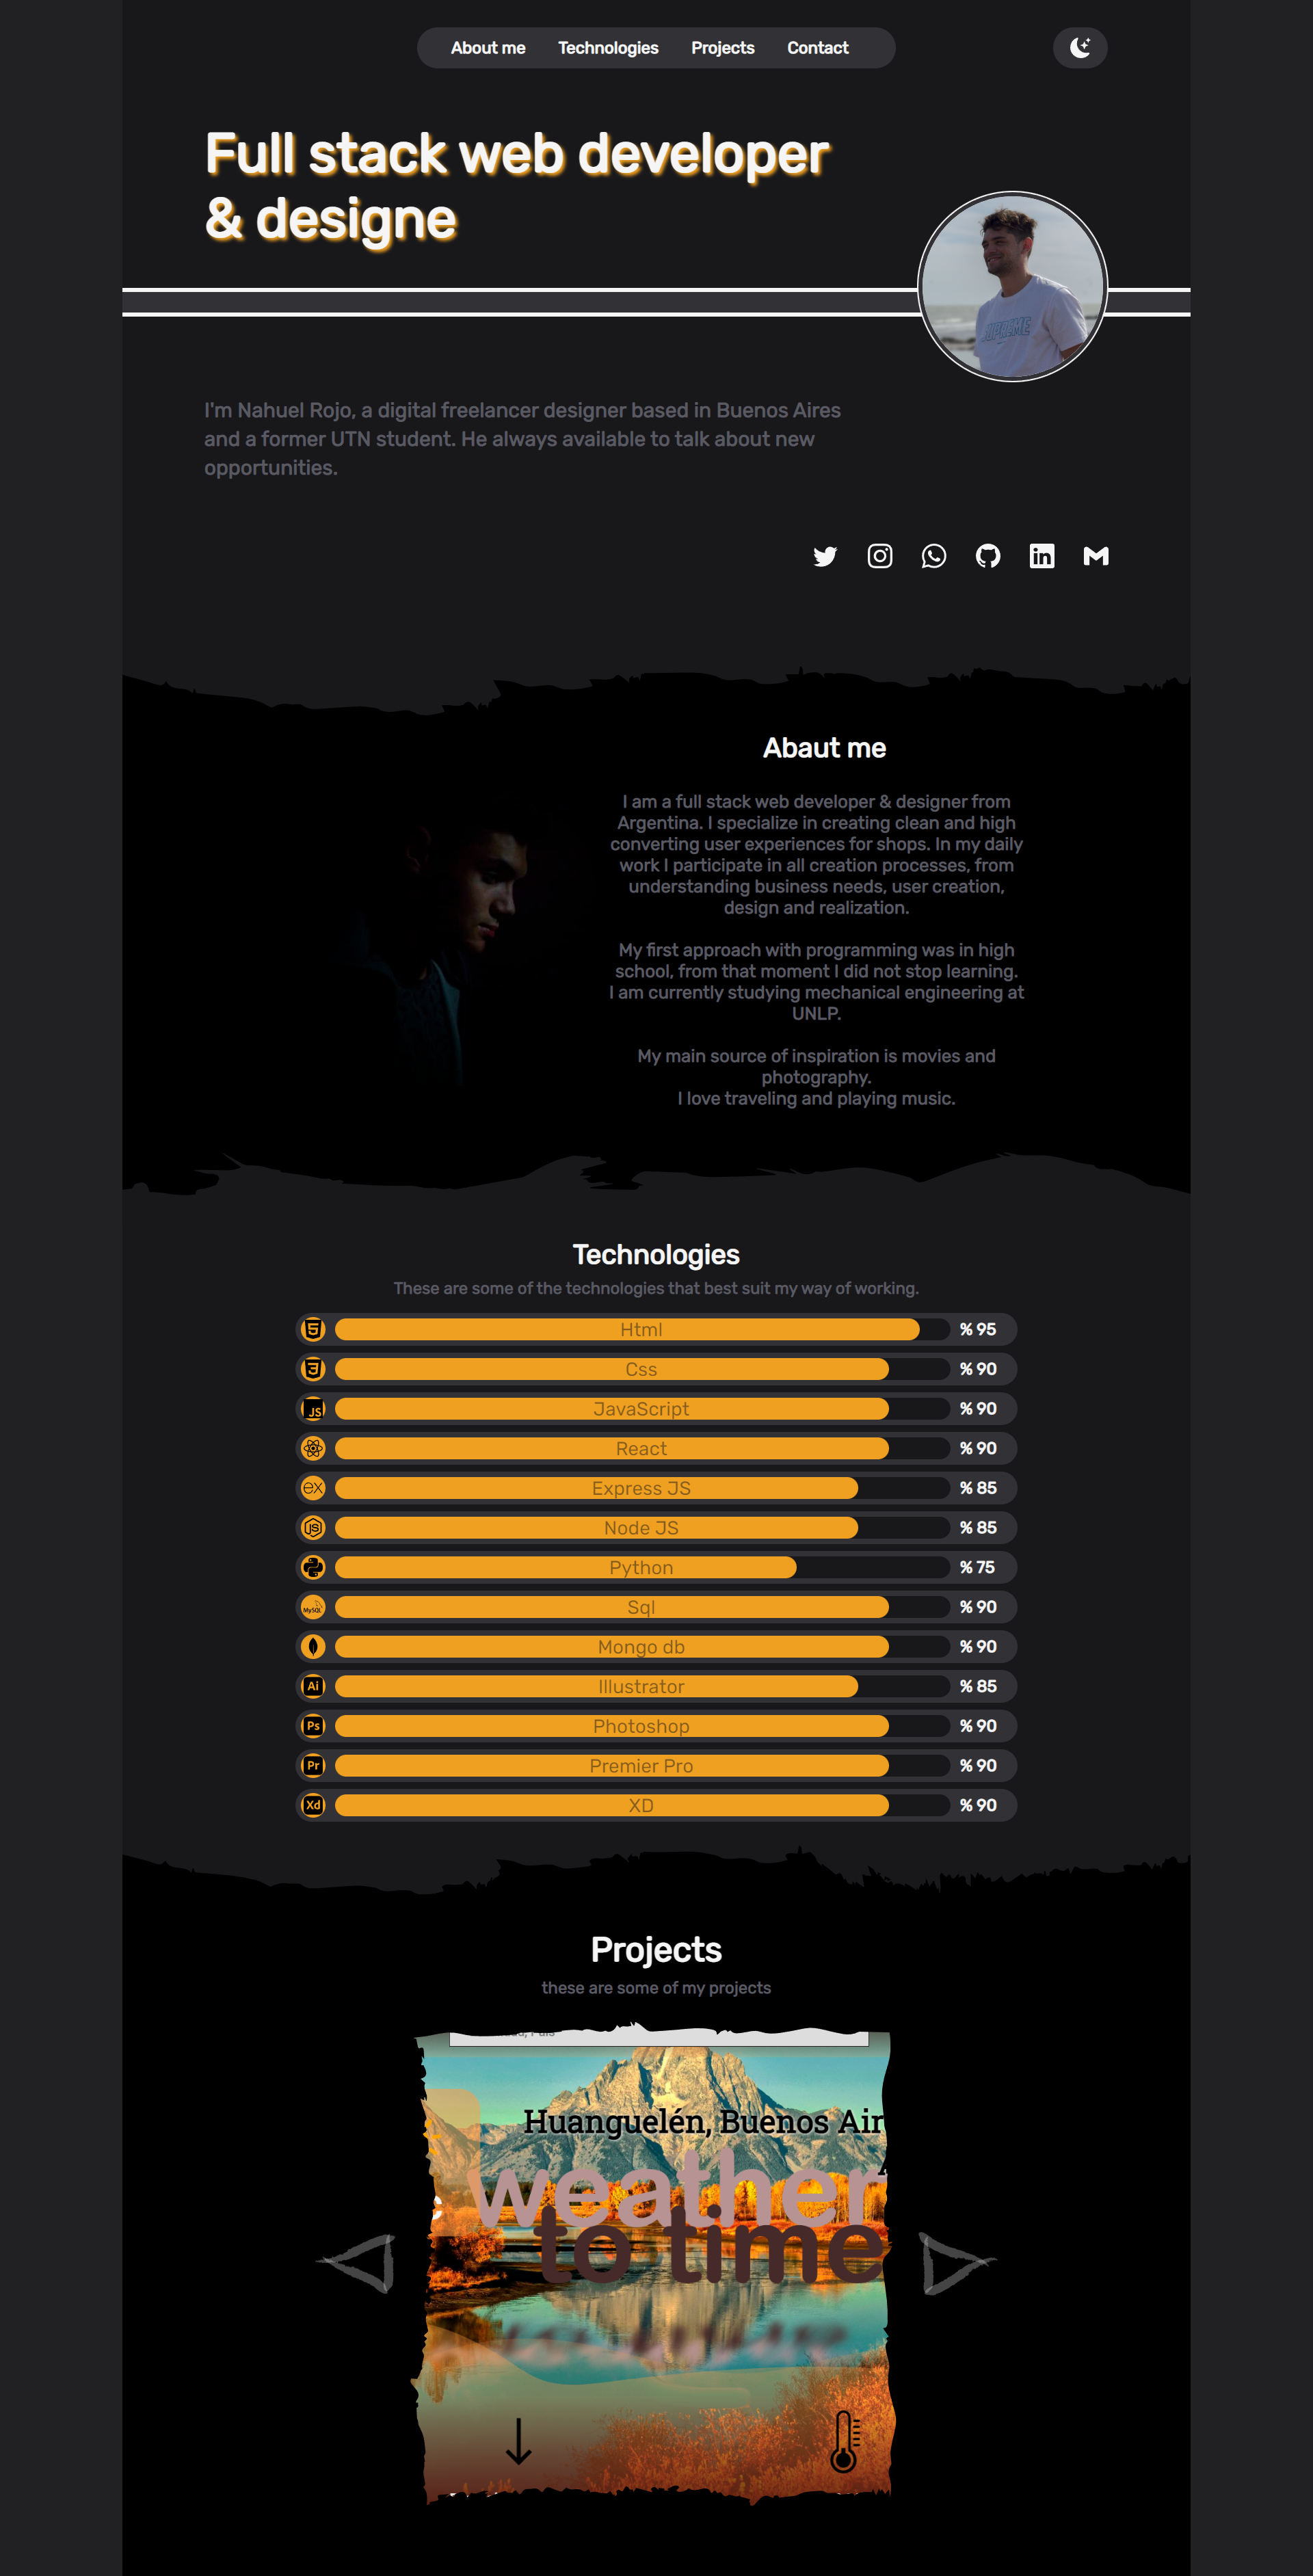 About me Technologies Projects Contact
Full stack web developer
& designe
SUPREME
I'm Nahuel Rojo, a digital freelancer designer based in Buenos Aires
and a former UTN student. He always available to talk about new
opportunities.
in
Abaut me
I am a full stack web developer & designer from
Argentina. I specialize in creating clean and high
converting user experiences for shops. In my daily
work I participate in all creation processes, from
understanding business needs, user creation,
design and realization.
My first approach with programming was in high
school, from that moment I did not stop learning.
I am currently studying mechanical engineering at
UNLP.
My main source of inspiration is movies and
photography.
I love traveling and playing music.
Technologies
These are some of the technologies that best suit my way of working.
5 Html % 95
3 Css % 90
JS JavaScript % 90
React % 90
ex Express JS % 85
JS Node JS % 85
Python % 75
MySQL Sql % 90
Mongo db % 90
Ai Illustrator % 85
Ps Photoshop % 90
Pr Premier Pro % 90
Xd XD % 90
Projects
these are some of my projects
Huanguelén, Buenos Air
weather
to time